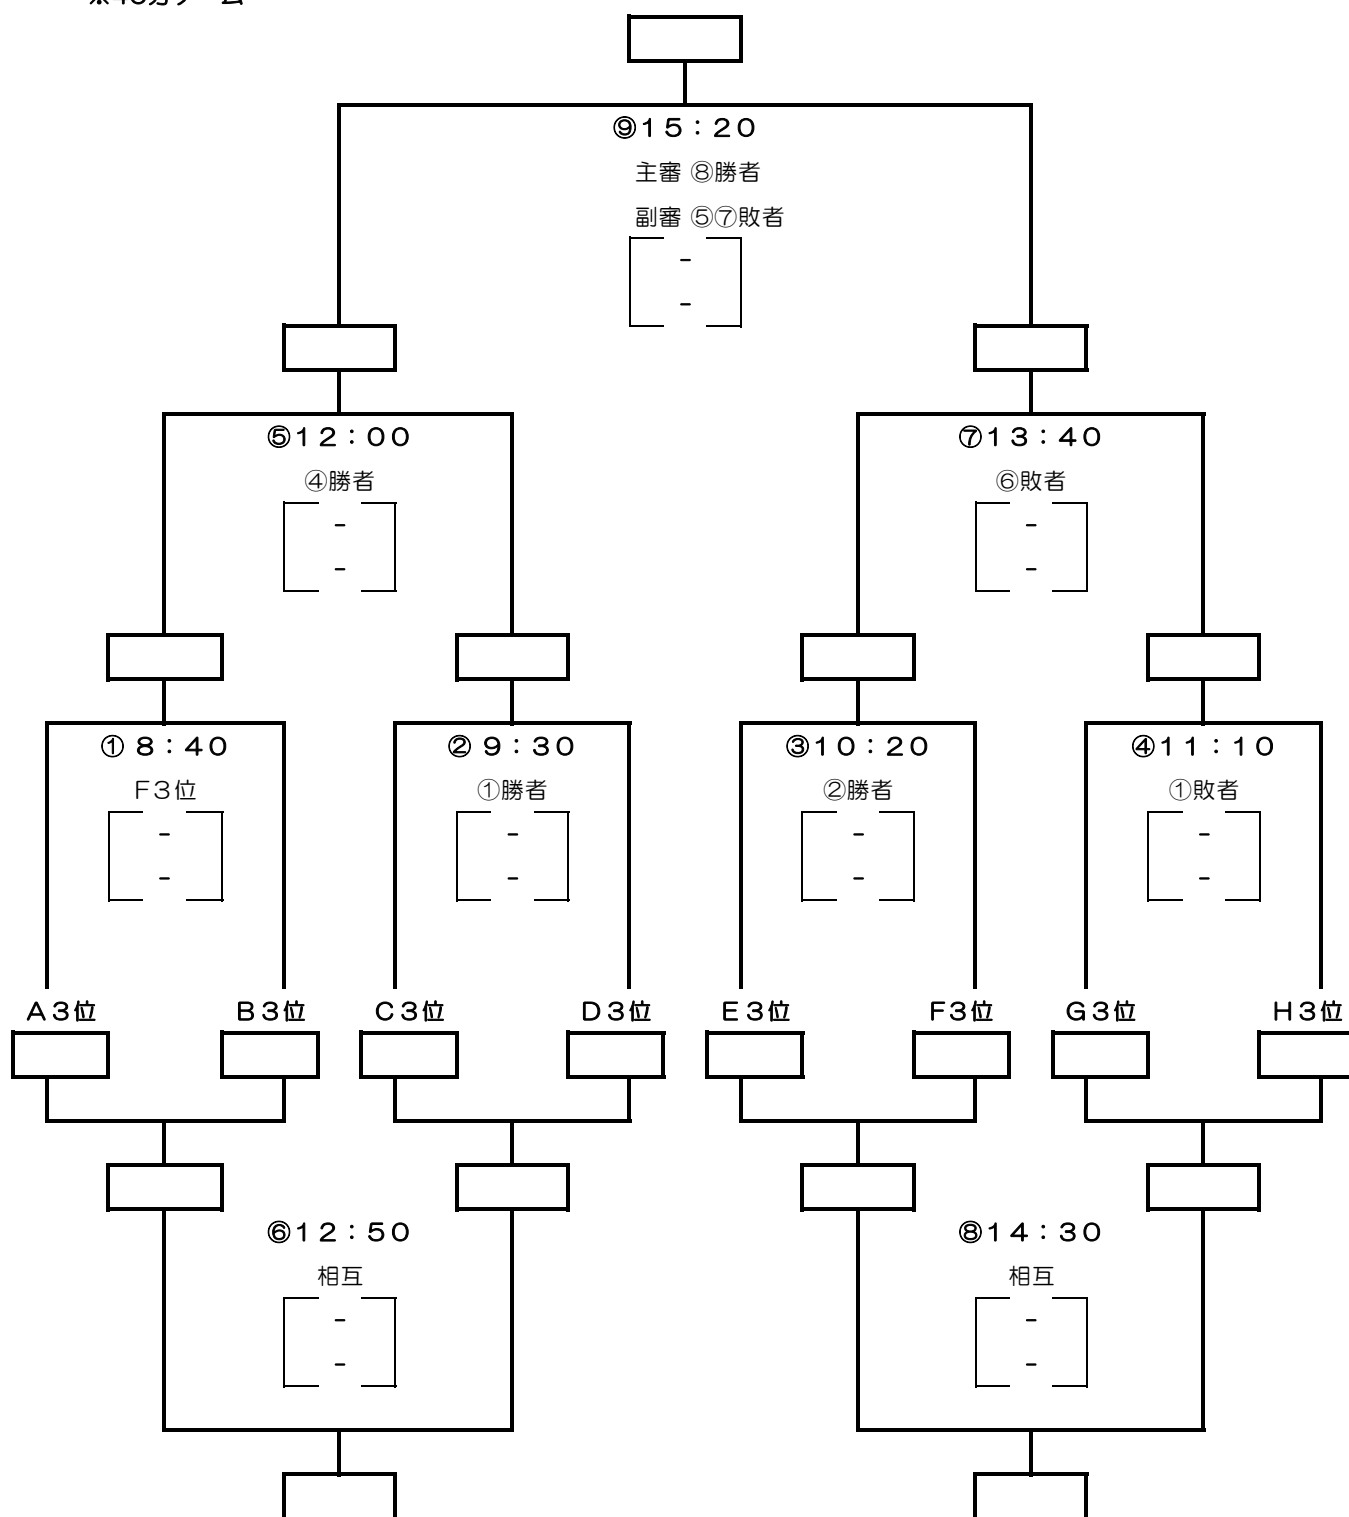 ⑨15：20
主審 ⑧勝者
副審 ⑤⑦敗者
-
-
⑤12：00
⑦13：40
④勝者
⑥敗者
- -
- -
① 8：40
② 9：30
③10：20
④11：10
F3位
①勝者
②勝者
①敗者
- - - -
- - - -
A3位 B3位 C3位 D3位 E3位 F3位 G3位 H3位
⑥12：50
⑧14：30
相互
相互
- -
- -